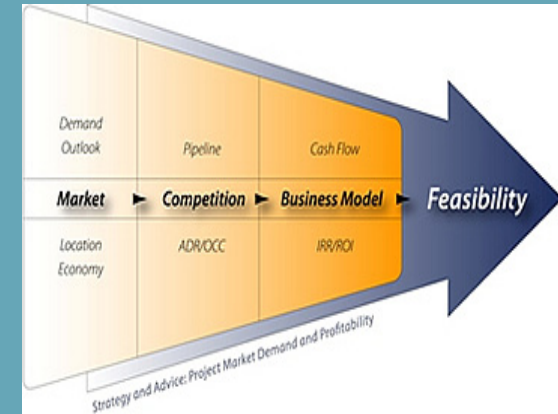 Demand
Outlook
Pipeline
Cash Flow
Market
Competition
Business Model
Feasibility
Location
Economy
ADR/OCC
IRR/ROI
Strategy and Advice: Project Market Demand and Profitability